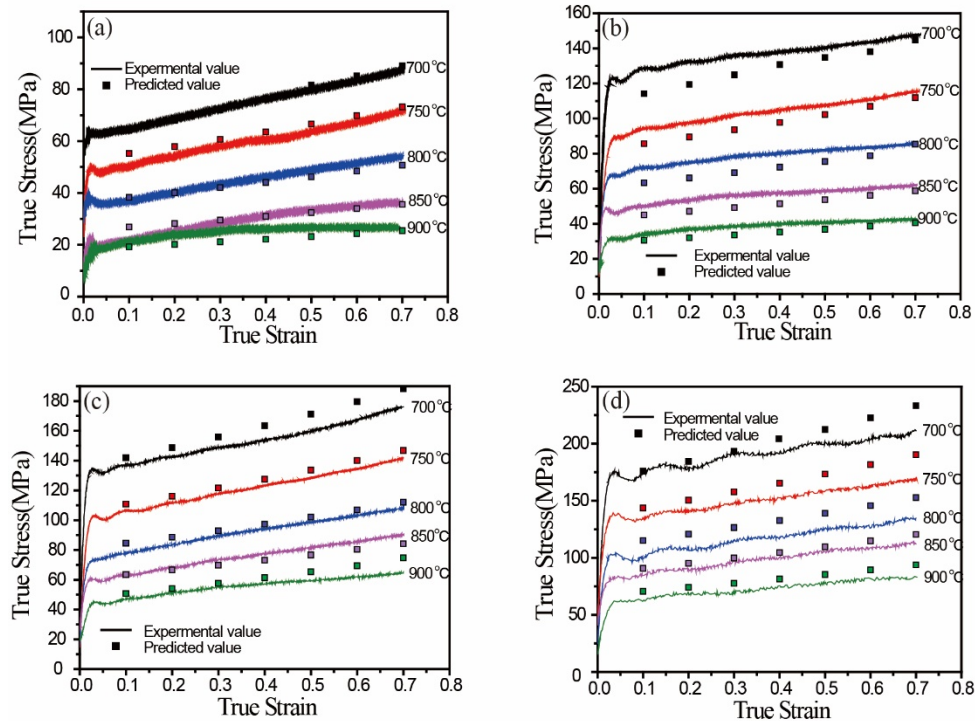 (a)
100
80
60
40
20
0
True Stress(MPa)
Expermental value
Predicted value
700°C
750°C
800°C
850°C
900°C
0.0 0.1 0.2 0.3 0.4 0.5 0.6 0.7 0.8
True Strain
(b)
160
140
120
100
80
60
40
20
0
True Stress(MPa)
700°C
750°C
800°C
850°C
900°C
Expermental value
Predicted value
0.0 0.1 0.2 0.3 0.4 0.5 0.6 0.7 0.8
True Strain
(c)
180
160
140
120
100
80
60
40
20
0
True Stress(MPa)
700°C
750°C
800°C
850°C
900°C
Expermental value
Predicted value
0.0 0.1 0.2 0.3 0.4 0.5 0.6 0.7 0.8
True Strain
(d)
250
200
150
100
50
0
True Stress(MPa)
Expermental value
Predicted value
700°C
750°C
800°C
850°C
900°C
0.0 0.1 0.2 0.3 0.4 0.5 0.6 0.7 0.8
True Strain